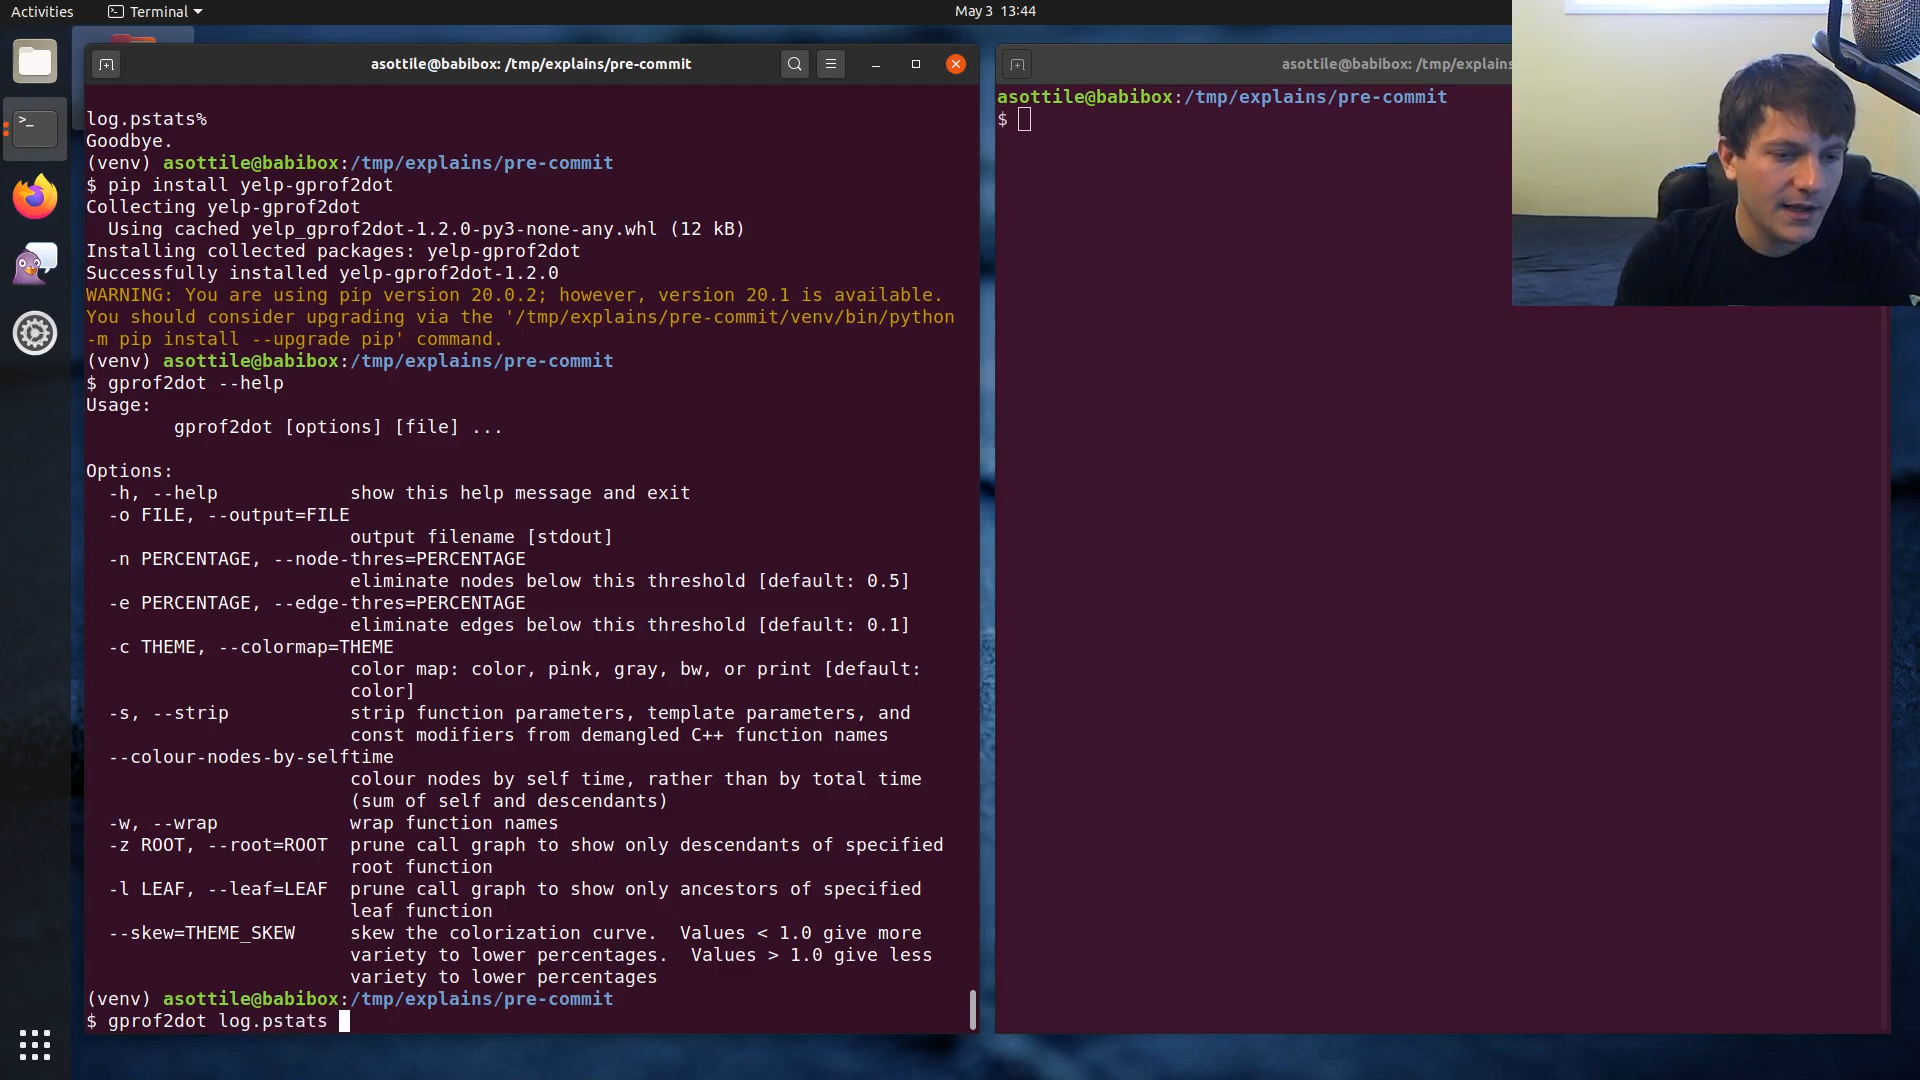 Activities
Terminal
May 3 13:44
asottile@babibox: /tmp/explains/pre-commit
log.pstats%
Goodbye.
(venv) asottile@babibox:/tmp/explains/pre-commit
$ pip install yelp-gprof2dot
Collecting yelp-gprof2dot
  Using cached yelp_gprof2dot-1.2.0-py3-none-any.whl (12 kB)
Installing collected packages: yelp-gprof2dot
Successfully installed yelp-gprof2dot-1.2.0
WARNING: You are using pip version 20.0.2; however, version 20.1 is available.
You should consider upgrading via the '/tmp/explains/pre-commit/venv/bin/python
-m pip install --upgrade pip' command.
(venv) asottile@babibox:/tmp/explains/pre-commit
$ gprof2dot --help
Usage:
        gprof2dot [options] [file] ...
Options:
  -h, --help            show this help message and exit
  -o FILE, --output=FILE
                        output filename [stdout]
  -n PERCENTAGE, --node-thres=PERCENTAGE
                        eliminate nodes below this threshold [default: 0.5]
  -e PERCENTAGE, --edge-thres=PERCENTAGE
                        eliminate edges below this threshold [default: 0.1]
  -c THEME, --colormap=THEME
                        color map: color, pink, gray, bw, or print [default:
                        color]
  -s, --strip           strip function parameters, template parameters, and
                        const modifiers from demangled C++ function names
  --colour-nodes-by-selftime
                        colour nodes by self time, rather than by total time
                        (sum of self and descendants)
  -w, --wrap            wrap function names
  -z ROOT, --root=ROOT  prune call graph to show only descendants of specified
                        root function
  -l LEAF, --leaf=LEAF  prune call graph to show only ancestors of specified
                        leaf function
  --skew=THEME_SKEW     skew the colorization curve.  Values < 1.0 give more
                        variety to lower percentages.  Values > 1.0 give less
                        variety to lower percentages
(venv) asottile@babibox:/tmp/explains/pre-commit
$ gprof2dot log.pstats
asottile@babibox: /tmp/explains
asottile@babibox:/tmp/explains/pre-commit
$